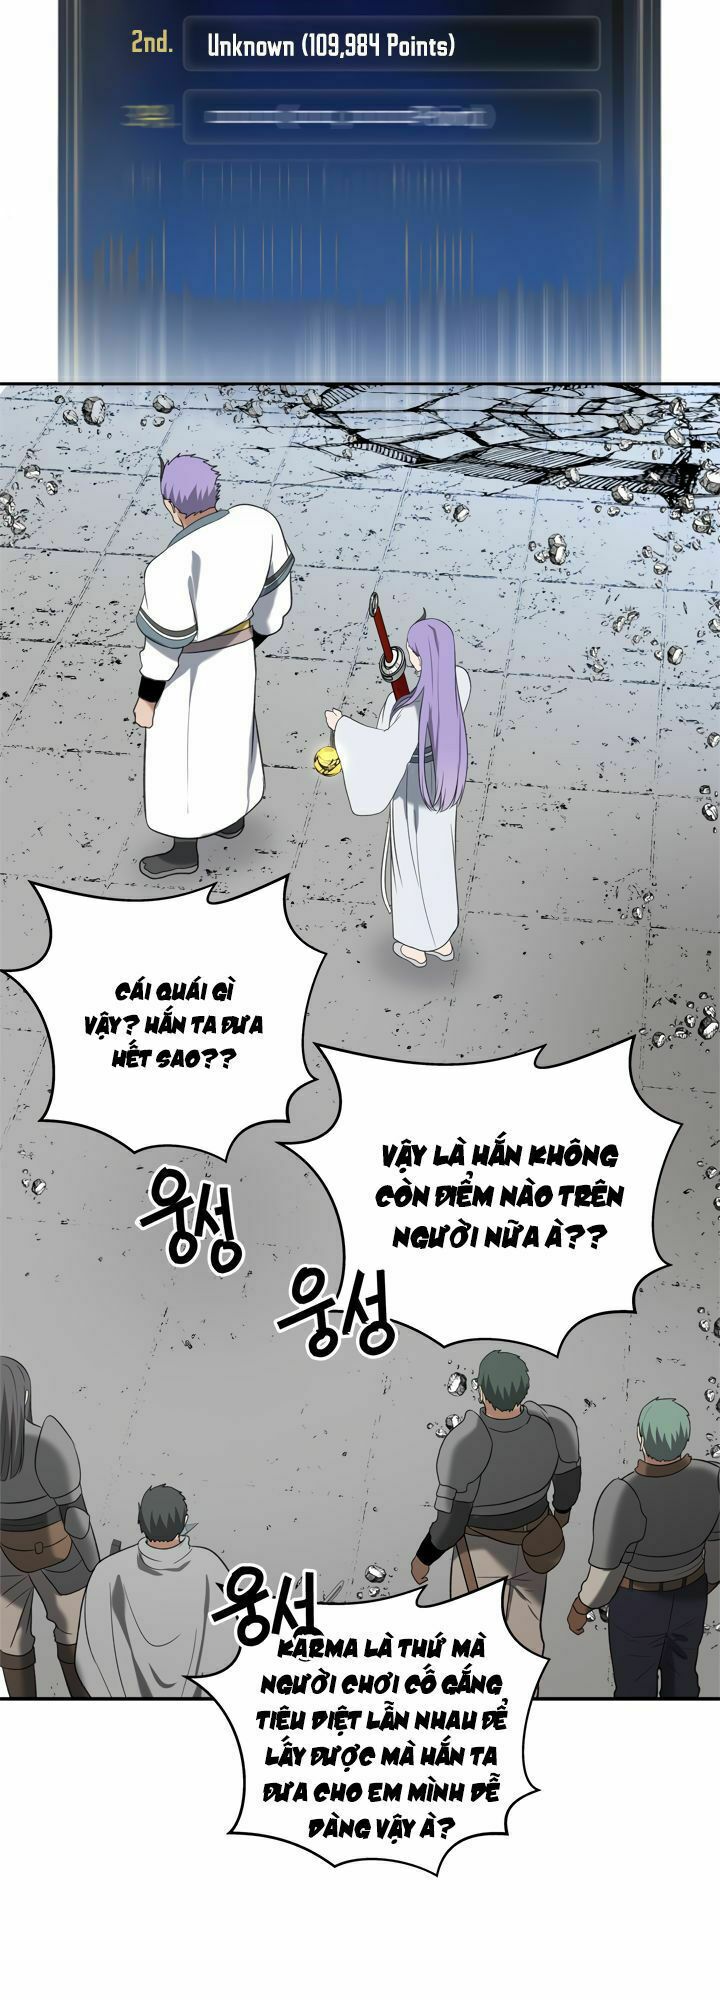 2nd. Unknown (109,984 Points)
CÁI QUÁI GÌ
VẬY? HẮN TA ĐƯA
HẾT SAO??
VẬY LÀ HẮN KHÔNG
CÒN ĐIỂM NÀO TRÊN
NGƯỜI NỮA À??
웅성
웅성
웅성
KARMA LÀ THỨ MÀ
NGƯỜI CHƠI CỐ GẮNG
TIÊU DIỆT LẪN NHAU ĐỂ
LẤY ĐƯỢC MÀ HẮN TA
ĐƯA CHO EM MÌNH DỄ
DÀNG VẬY À?